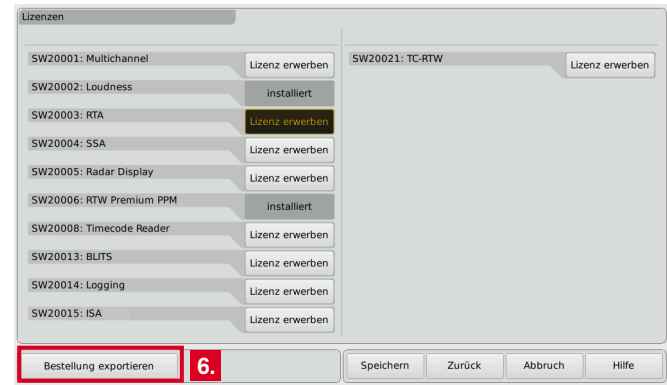 Lizenzen
SW20001: Multichannel Lizenz erwerben
SW20002: Loudness installiert
SW20003: RTA Lizenz erwerben
SW20004: SSA Lizenz erwerben
SW20005: Radar Display Lizenz erwerben
SW20006: RTW Premium PPM installiert
SW20008: Timecode Reader Lizenz erwerben
SW20013: BLITS Lizenz erwerben
SW20014: Logging Lizenz erwerben
SW20015: ISA Lizenz erwerben
SW20021: TC-RTW Lizenz erwerben
Bestellung exportieren 6. Speichern Zurück Abbruch Hilfe